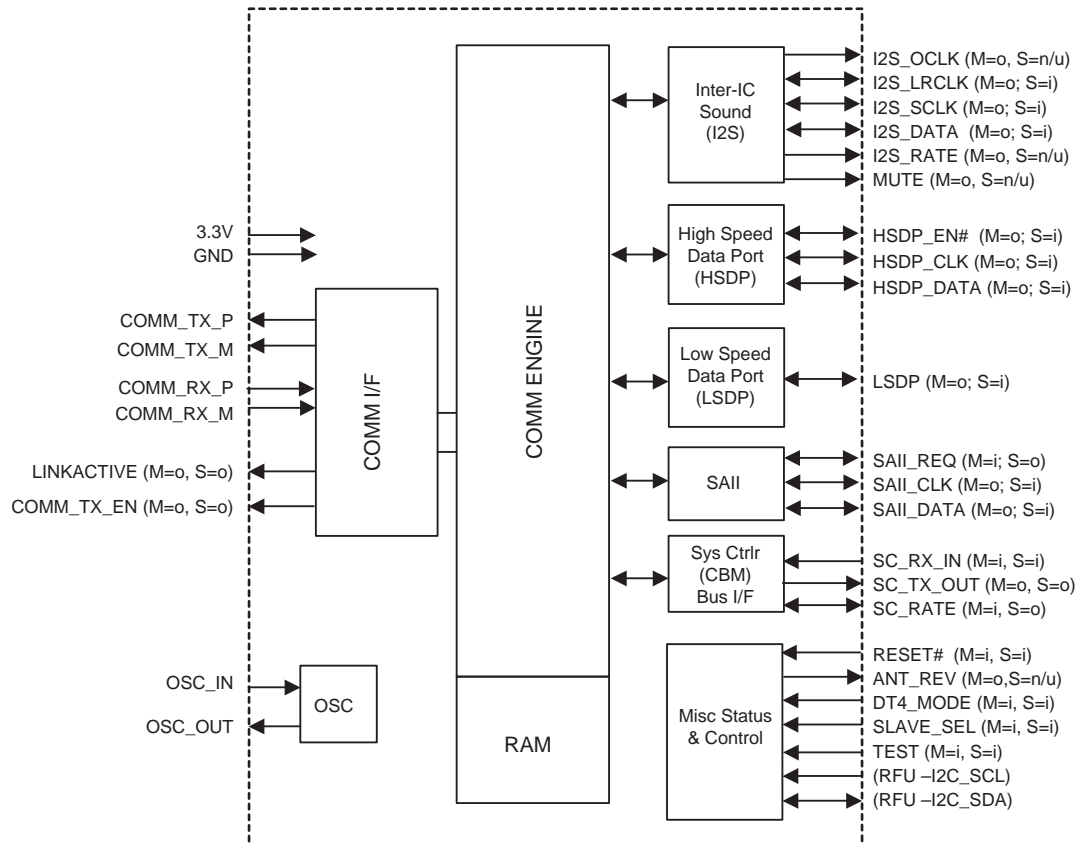 3.3V
GND
COMM_TX_P
COMM_TX_M
COMM_RX_P
COMM_RX_M
LINKACTIVE (M=o, S=o)
COMM_TX_EN (M=o, S=o)
OSC_IN
OSC_OUT
OSC
COMM I/F
COMM ENGINE
RAM
Inter-IC
Sound
(I2S)
High Speed
Data Port
(HSDP)
Low Speed
Data Port
(LSDP)
SAII
Sys Ctrlr
(CBM)
Bus I/F
Misc Status
& Control
I2S_OCLK (M=o, S=n/u)
I2S_LRCLK (M=o; S=i)
I2S_SCLK (M=o; S=i)
I2S_DATA (M=o; S=i)
I2S_RATE (M=o, S=n/u)
MUTE (M=o, S=n/u)
HSDP_EN# (M=o; S=i)
HSDP_CLK (M=o; S=i)
HSDP_DATA (M=o; S=i)
LSDP (M=o; S=i)
SAII_REQ (M=i; S=o)
SAII_CLK (M=o; S=i)
SAII_DATA (M=o; S=i)
SC_RX_IN (M=i, S=i)
SC_TX_OUT (M=o, S=o)
SC_RATE (M=i, S=o)
RESET# (M=i, S=i)
ANT_REV (M=o,S=n/u)
DT4_MODE (M=i, S=i)
SLAVE_SEL (M=i, S=i)
TEST (M=i, S=i)
(RFU –I2C_SCL)
(RFU –I2C_SDA)